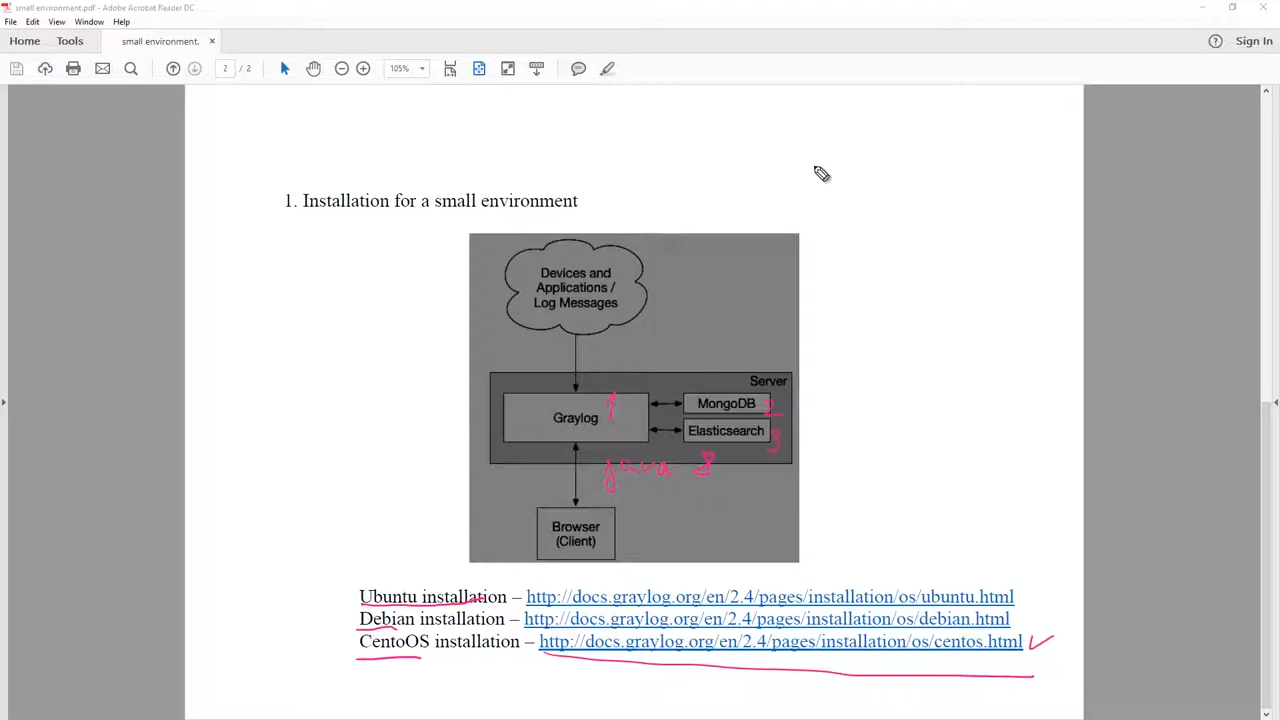 small environment.pdf - Adobe Acrobat Reader DC
File Edit View Window Help
Home Tools small environment. × Sign In
2 / 2 105%
1. Installation for a small environment
Devices and
Applications /
Log Messages
Server
Graylog 1 MongoDB 2
Elasticsearch 3
java 8
Browser
(Client)
Ubuntu installation – http://docs.graylog.org/en/2.4/pages/installation/os/ubuntu.html
Debian installation – http://docs.graylog.org/en/2.4/pages/installation/os/debian.html
CentoOS installation – http://docs.graylog.org/en/2.4/pages/installation/os/centos.html